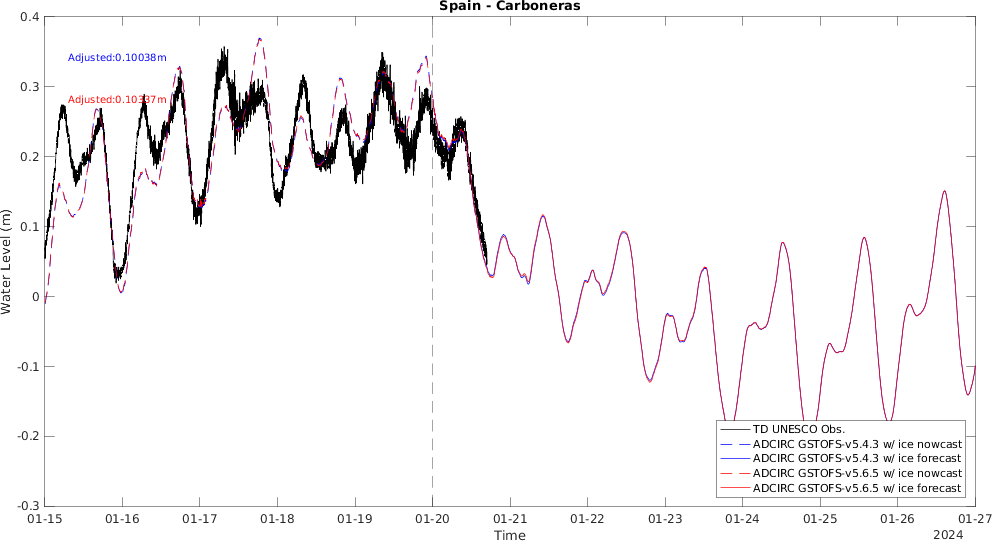 Spain - Carboneras
Adjusted:0.10038m
Adjusted:0.10337m
Water Level (m)
0.4
0.3
0.2
0.1
0
-0.1
-0.2
-0.3
TD UNESCO Obs.
ADCIRC GSTOFS-v5.4.3 w/ ice nowcast
ADCIRC GSTOFS-v5.4.3 w/ ice forecast
ADCIRC GSTOFS-v5.6.5 w/ ice nowcast
ADCIRC GSTOFS-v5.6.5 w/ ice forecast
01-15 01-16 01-17 01-18 01-19 01-20 01-21 01-22 01-23 01-24 01-25 01-26 01-27
Time
2024